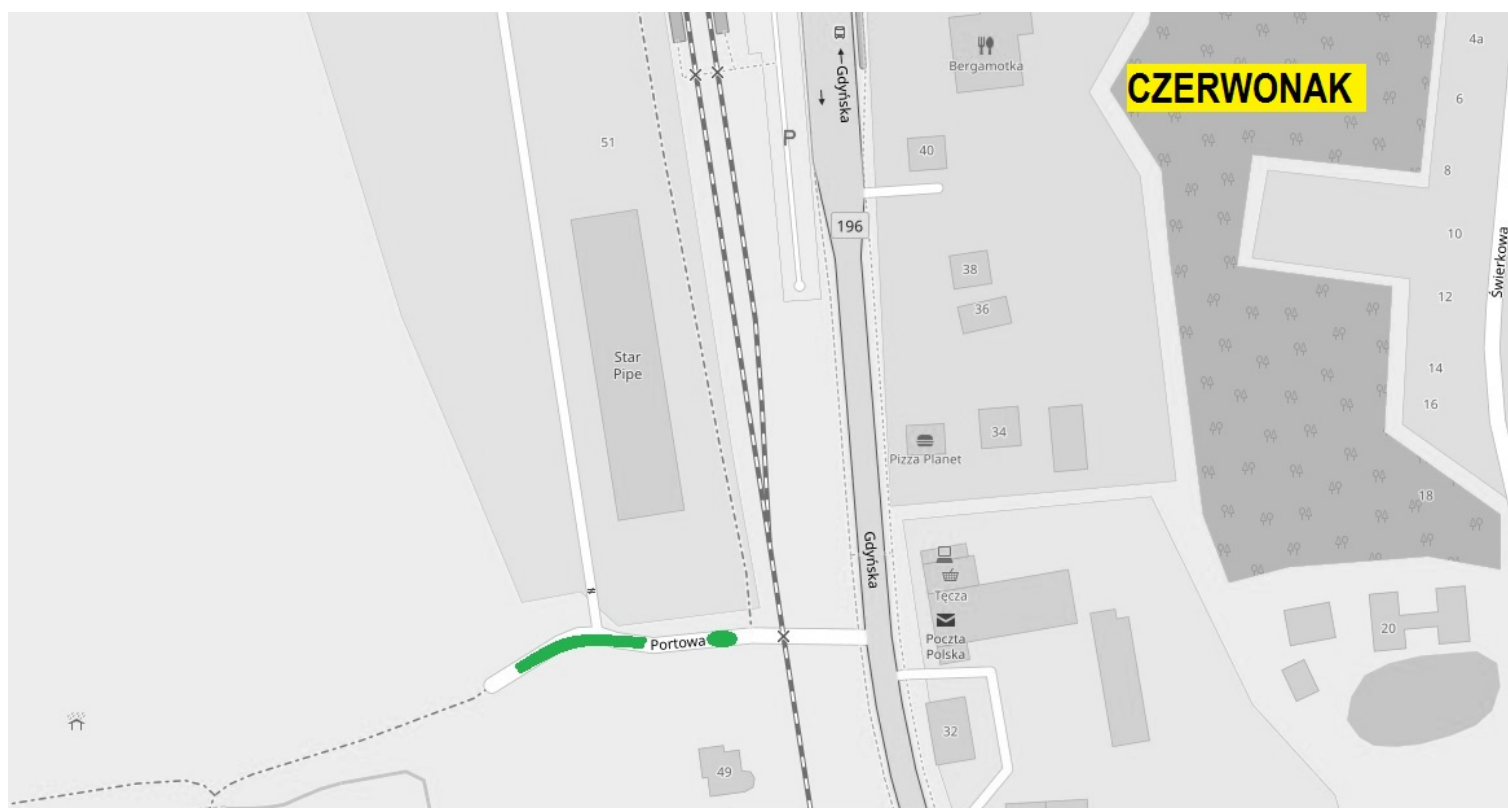 Gdyńska
Bergamotka
4a
CZERWONAK
6
51
P
40
8
196
10
Świerkowa
38
12
36
Star
Pipe
14
16
34
Pizza Planet
18
Gdyńska
Tęcza
Poczta
Polska
20
Portowa
32
49